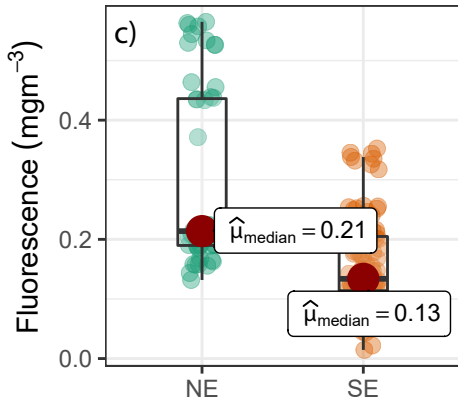 c)
Fluorescence (mgm⁻³)
0.4
0.2
0.0
μ̂median = 0.21
μ̂median = 0.13
NE
SE